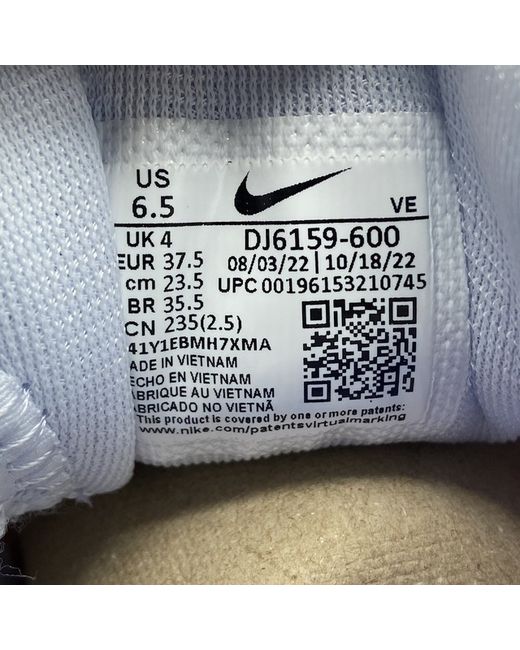 US
6.5
VE
UK 4
DJ6159-600
EUR 37.5
08/03/22 | 10/18/22
cm 23.5
UPC 00196153210745
BR 35.5
CN 235(2.5)
41Y1EBMH7XMA
ADE IN VIETNAM
ECHO EN VIETNAM
FABRIQUE AU VIETNAM
FABRICADO NO VIETNÃ
This product is covered by one or more patents:
www.nike.com/patentsvirtualmarking